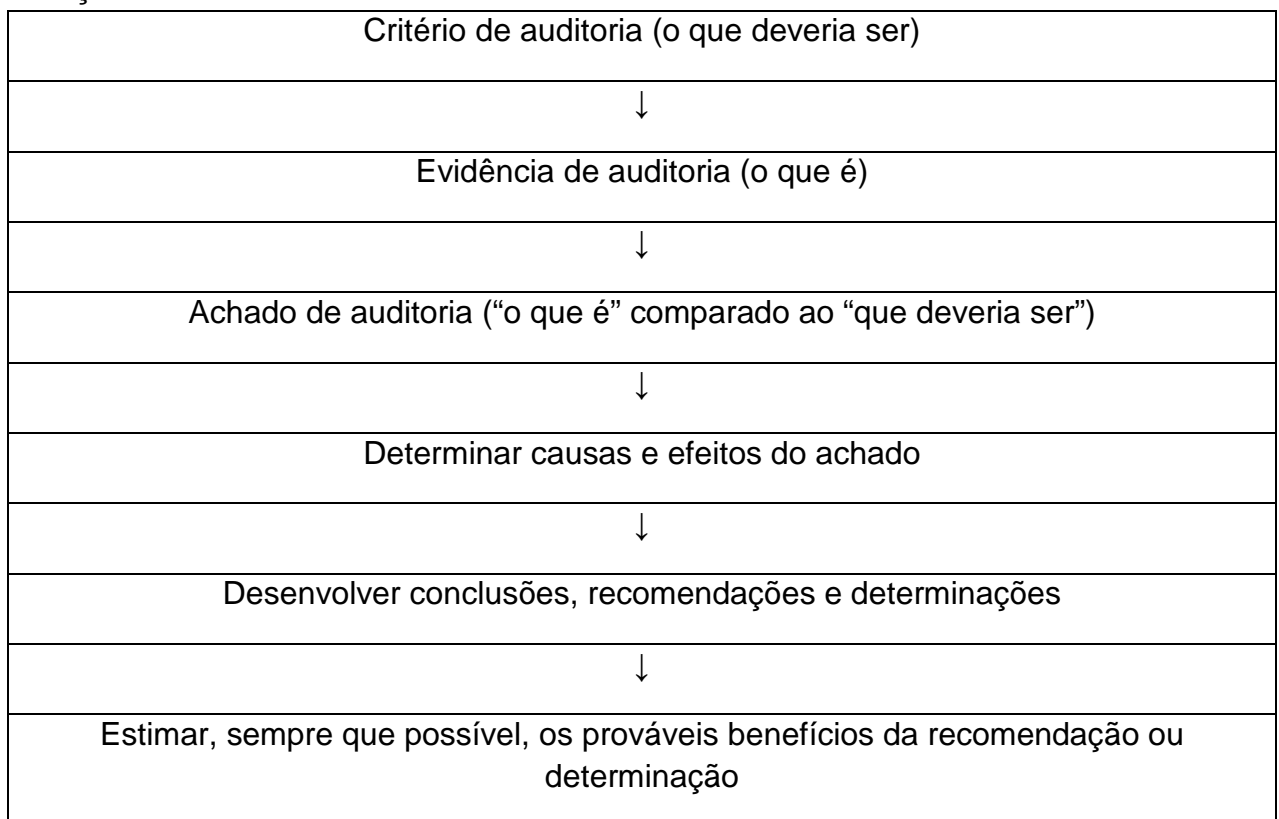 Critério de auditoria (o que deveria ser)
↓
Evidência de auditoria (o que é)
↓
Achado de auditoria (“o que é” comparado ao “que deveria ser”)
↓
Determinar causas e efeitos do achado
↓
Desenvolver conclusões, recomendações e determinações
↓
Estimar, sempre que possível, os prováveis benefícios da recomendação ou
determinação